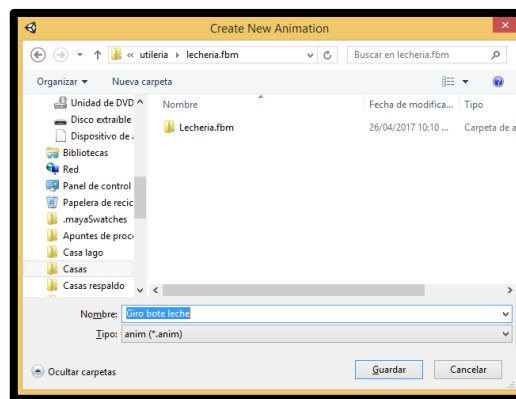 Create New Animation
« utileria ▸ lecheria.fbm
Buscar en lecheria.fbm
Organizar
Nueva carpeta
Unidad de DVD
Disco extraíble
Dispositivo de
Bibliotecas
Red
Panel de control
Papelera de recic
.mayaSwatches
Apuntes de proc
Casa lago
Casas
Casas respaldo
Nombre Fecha de modifica... Tipo
Lecheria.fbm 26/04/2017 10:10 ... Carpeta de a
Nombre: Giro bote leche
Tipo: anim (*.anim)
Ocultar carpetas
Guardar Cancelar